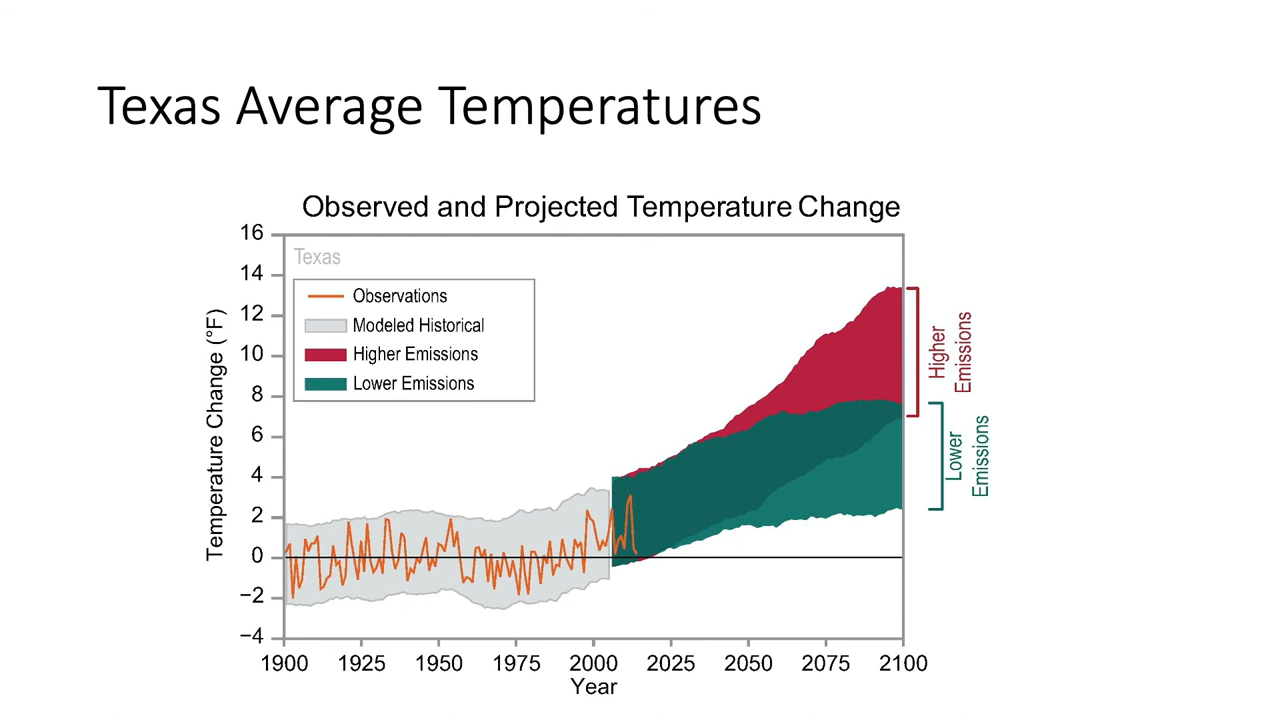 Texas Average Temperatures
Observed and Projected Temperature Change
Texas
Observations
Modeled Historical
Higher Emissions
Lower Emissions
Temperature Change (°F)
16
14
12
10
8
6
4
2
0
−2
−4
1900 1925 1950 1975 2000 2025 2050 2075 2100
Year
Higher
Emissions
Lower
Emissions